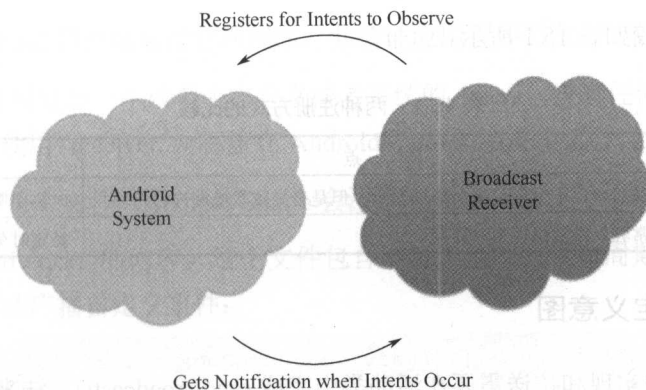 Registers for Intents to Observe
Android
System
Broadcast
Receiver
Gets Notification when Intents Occur